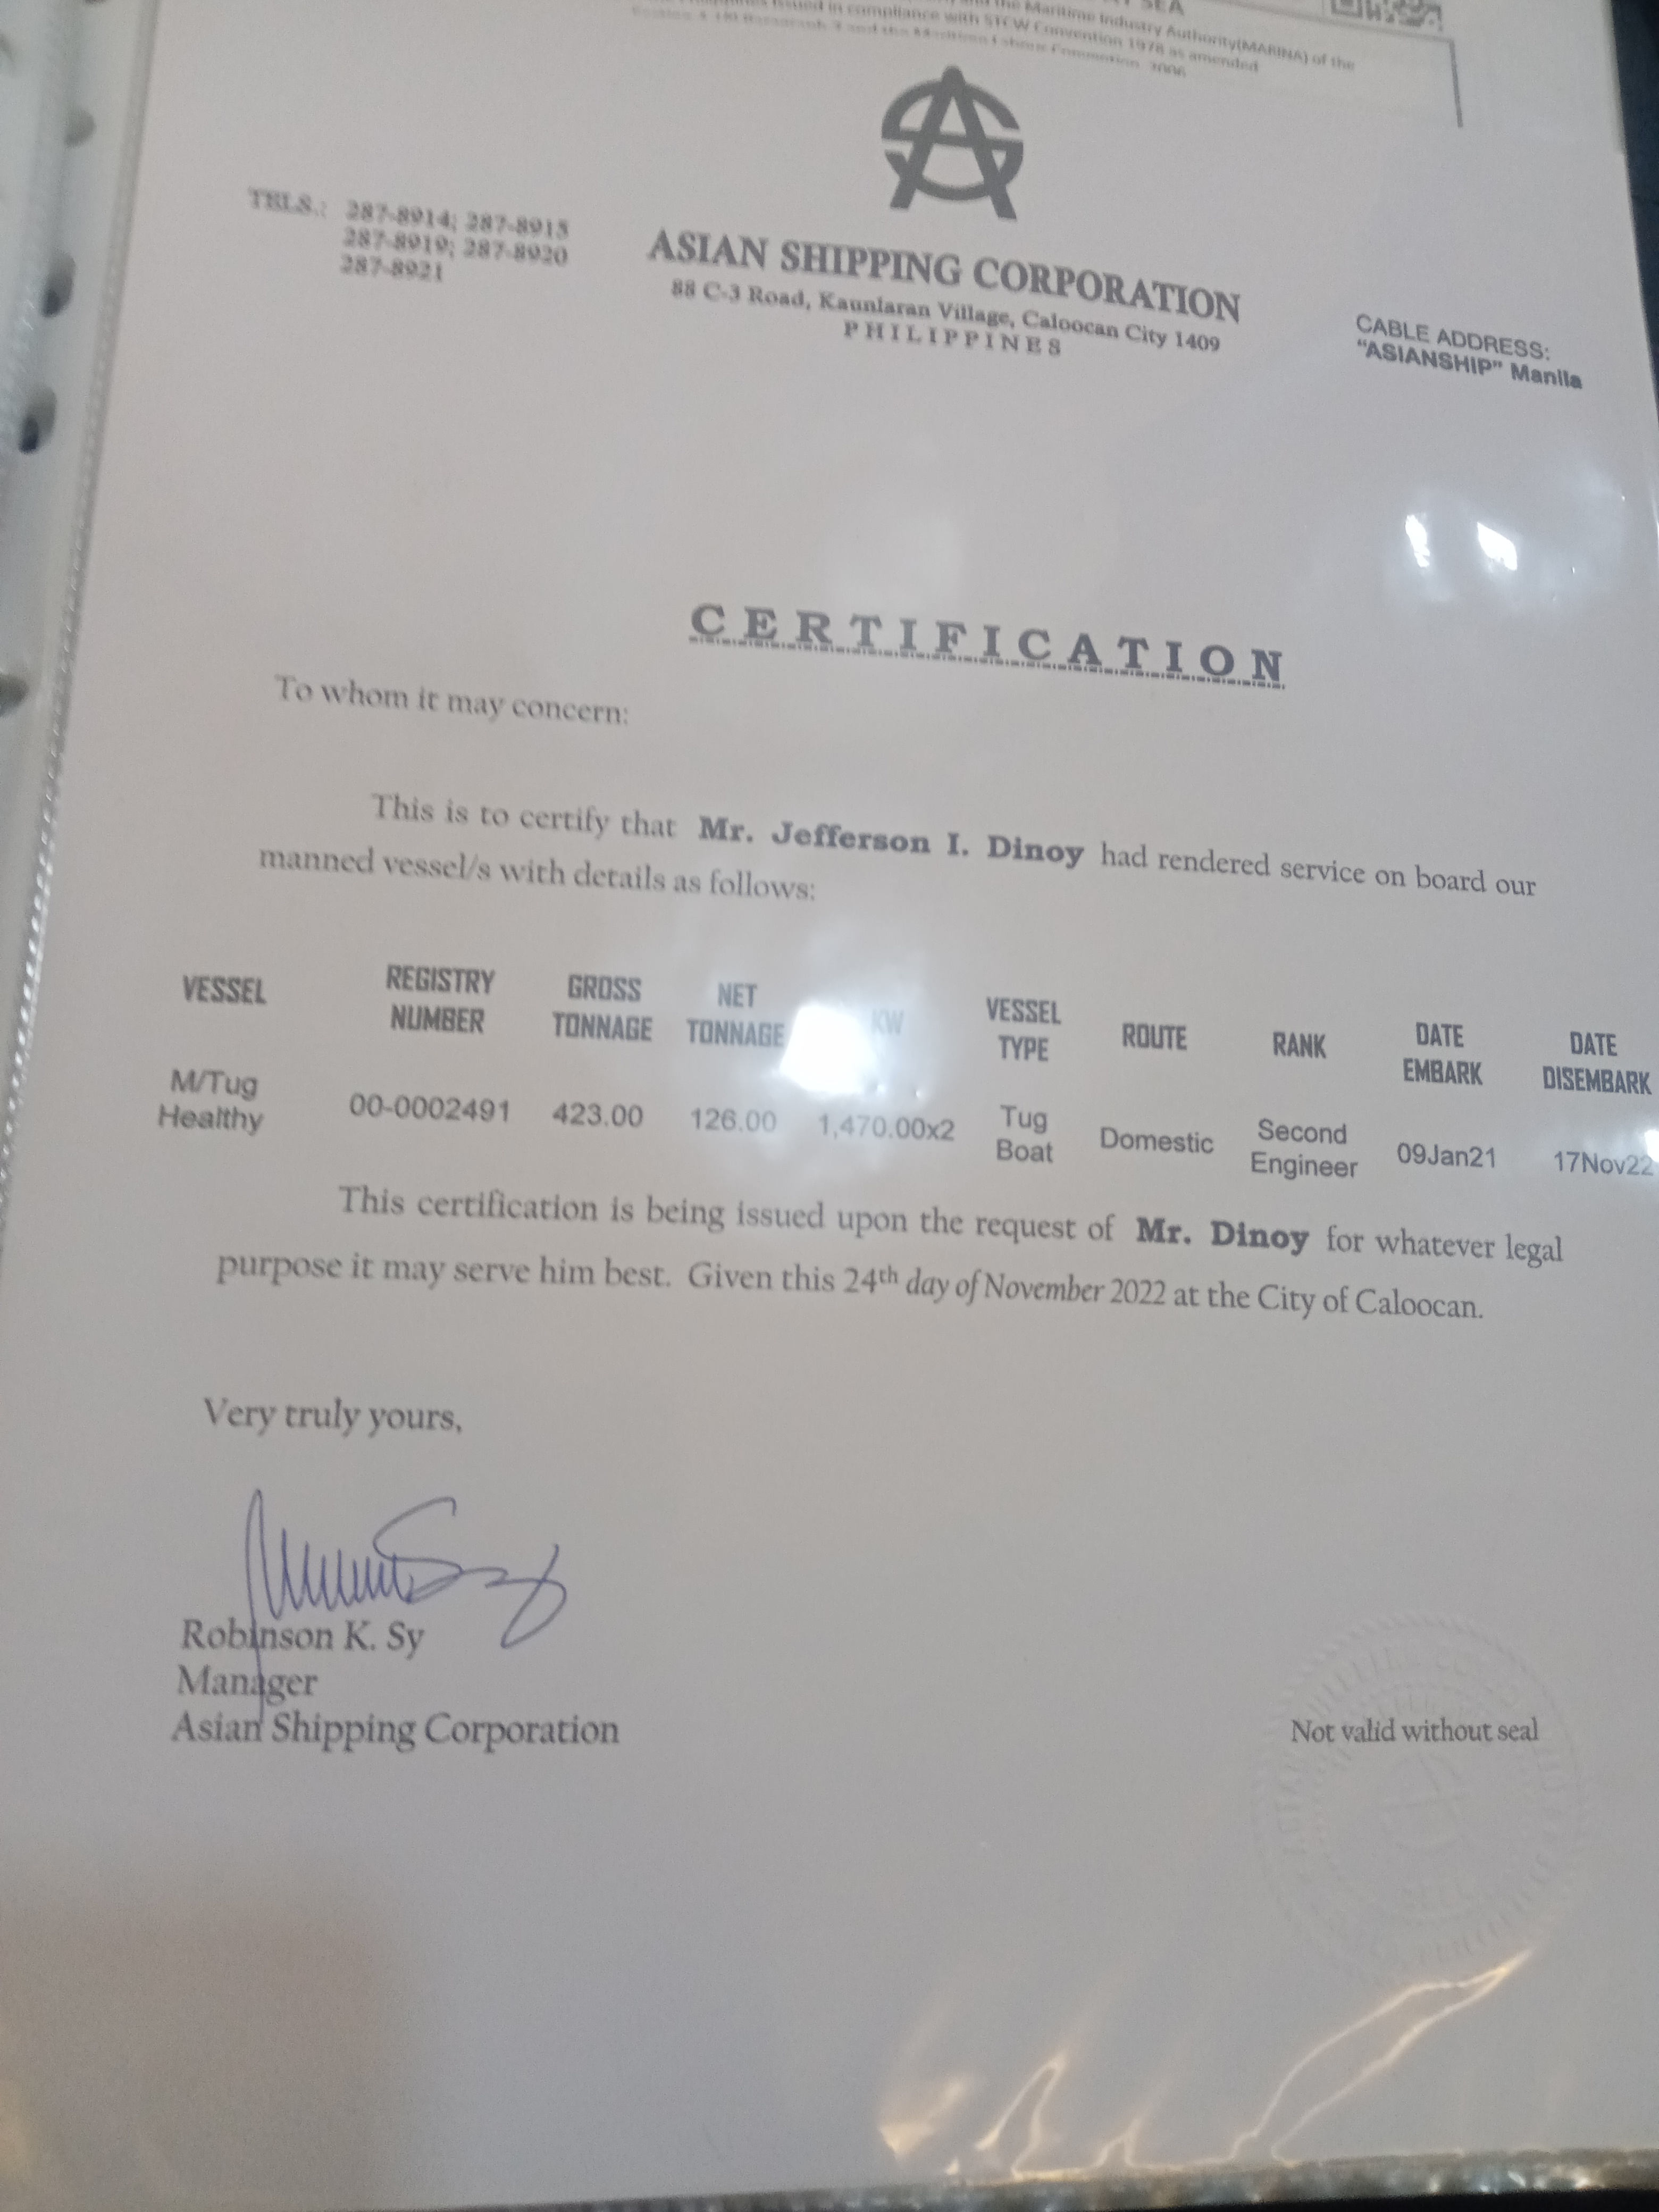 SEA
and the Maritime Industry Authority(MARINA) of the
issued in compliance with STCW Convention 1978 as amended
and the Maritime Labour Convention, 2006
TELS.: 287-8914; 287-8915
287-8919; 287-8920
287-8921
ASIAN SHIPPING CORPORATION
88 C-3 Road, Kaunlaran Village, Caloocan City 1409
PHILIPPINES
CABLE ADDRESS:
"ASIANSHIP" Manila
CERTIFICATION
To whom it may concern:
This is to certify that Mr. Jefferson I. Dinoy had rendered service on board our
manned vessel/s with details as follows:
VESSEL REGISTRY NUMBER GROSS TONNAGE NET TONNAGE KW VESSEL TYPE ROUTE RANK DATE EMBARK DATE DISEMBARK
M/Tug Healthy 00-0002491 423.00 126.00 1,470.00x2 Tug Boat Domestic Second Engineer 09Jan21 17Nov22
This certification is being issued upon the request of Mr. Dinoy for whatever legal
purpose it may serve him best. Given this 24th day of November 2022 at the City of Caloocan.
Very truly yours,
Robinson K. Sy
Manager
Asian Shipping Corporation
Not valid without seal